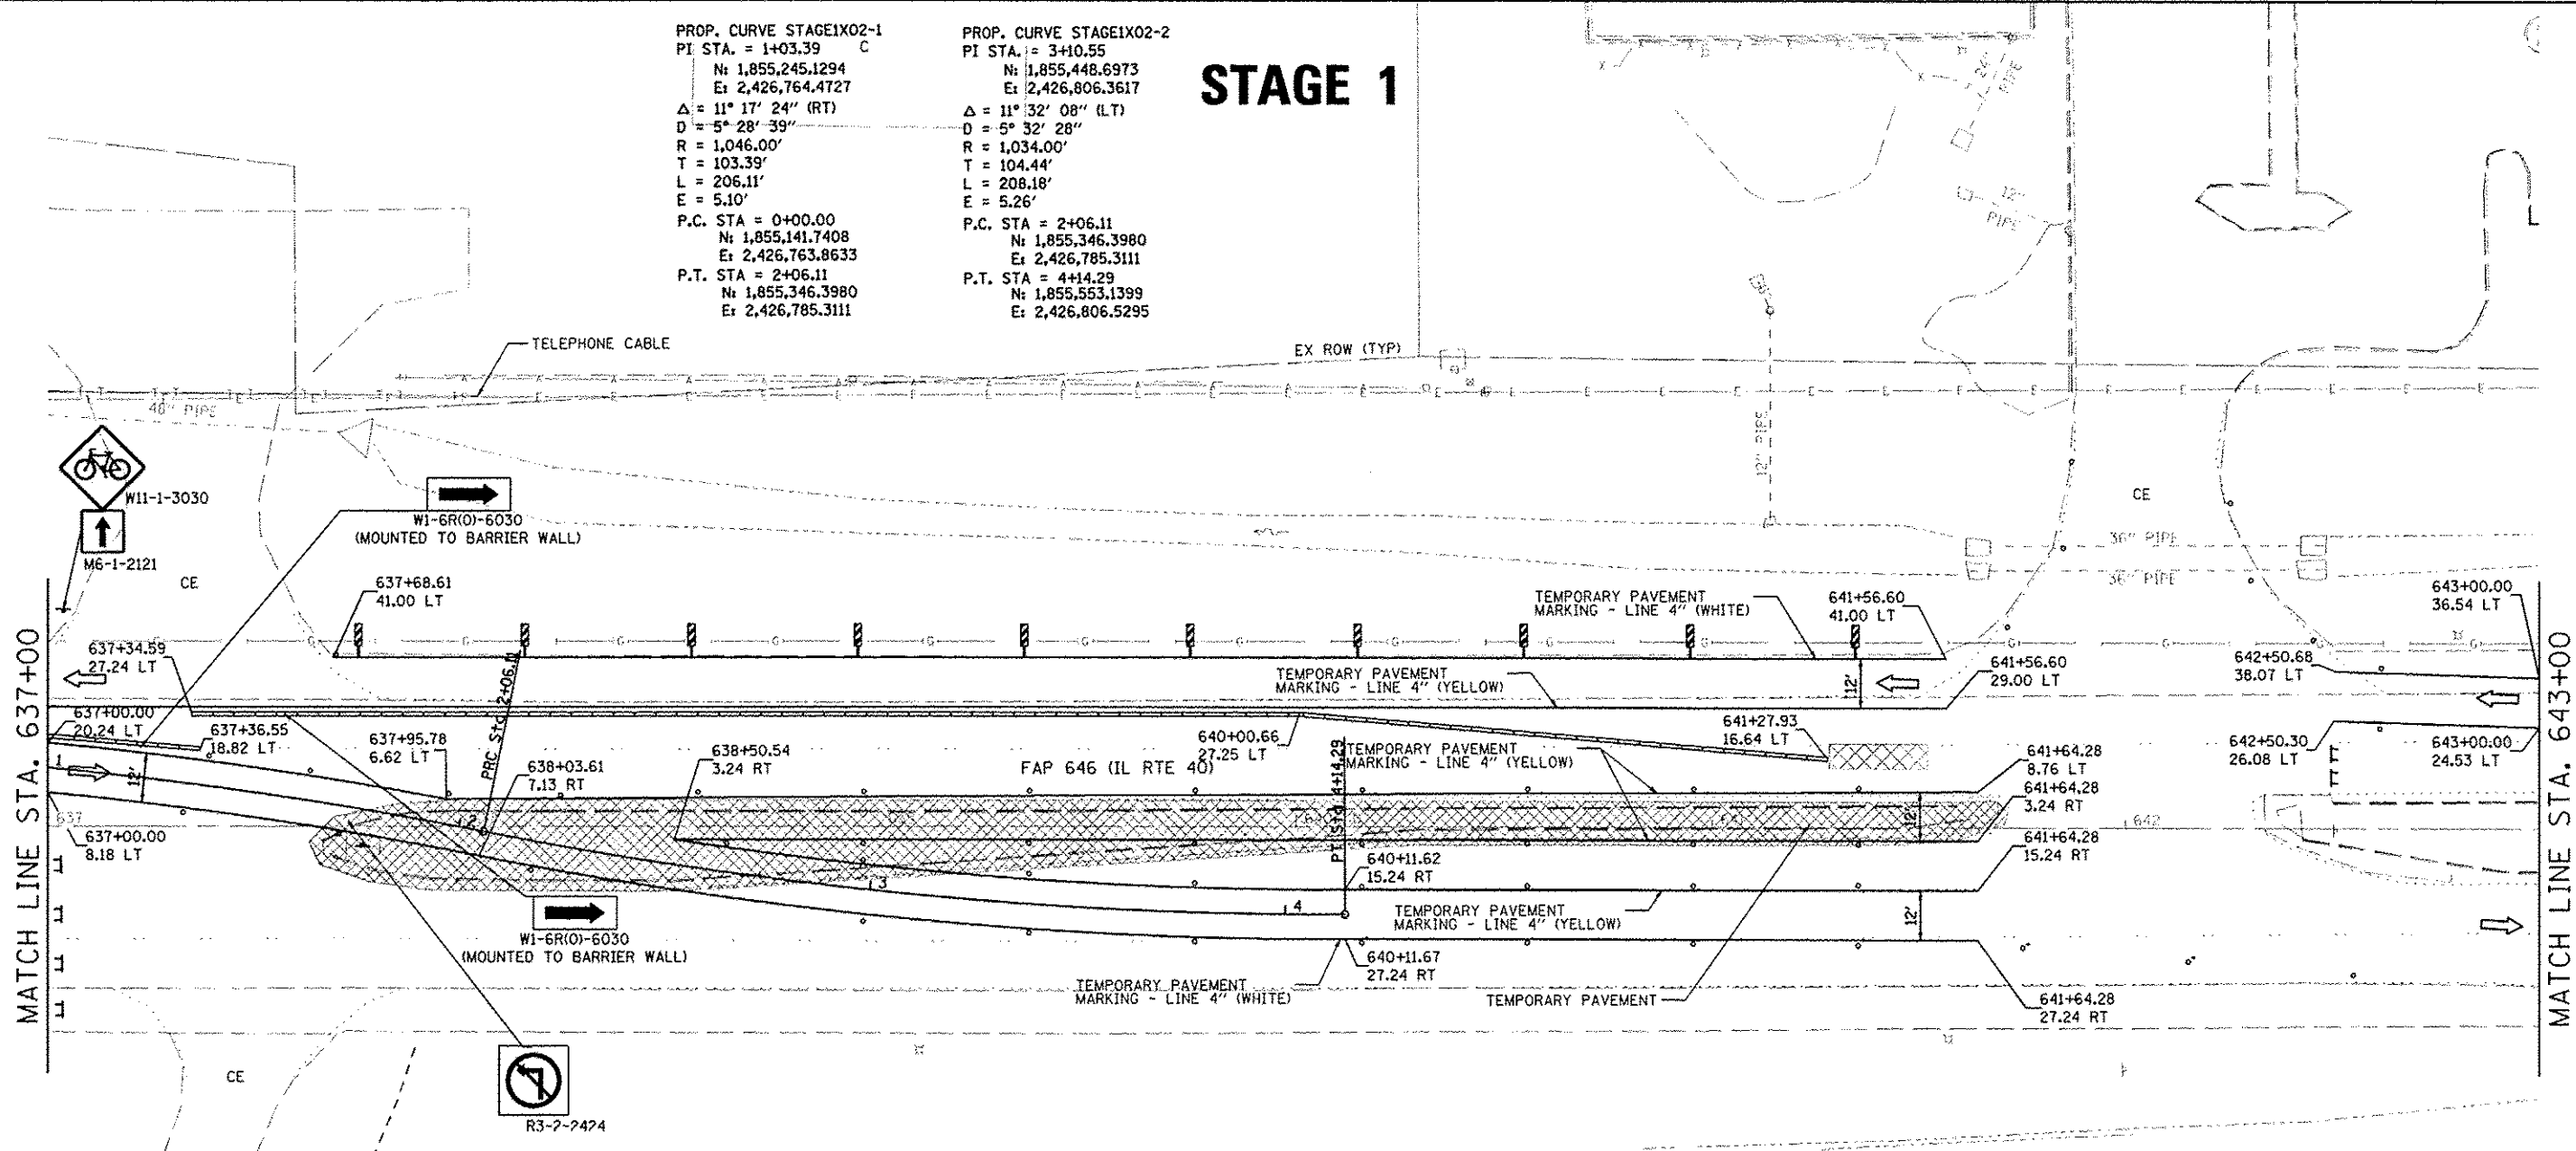 PROP. CURVE STAGE1XO2-1
PI STA. = 1+03.39 C
N: 1,855,245.1294
E: 2,426,764.4727
Δ = 11° 17' 24" (RT)
D = 5° 28' 39"
R = 1,046.00'
T = 103.39'
L = 206.11'
E = 5.10'
P.C. STA = 0+00.00
N: 1,855,141.7408
E: 2,426,763.8633
P.T. STA = 2+06.11
N: 1,855,346.3980
E: 2,426,785.3111
PROP. CURVE STAGE1XO2-2
PI STA. = 3+10.55
N: 1,855,448.6973
E: 2,426,806.3617
Δ = 11° 32' 08" (LT)
D = 5° 32' 28"
R = 1,034.00'
T = 104.44'
L = 208.18'
E = 5.26'
P.C. STA = 2+06.11
N: 1,855,346.3980
E: 2,426,785.3111
P.T. STA = 4+14.29
N: 1,855,553.1399
E: 2,426,806.5295
STAGE 1
24"
PIPE
12"
PIPE
TELEPHONE CABLE
EX ROW (TYP)
48" PIPE
12" PIPE
W11-1-3030
M6-1-2121
W1-6R(O)-6030
(MOUNTED TO BARRIER WALL)
CE
CE
36" PIPE
36" PIPE
637+68.61
41.00 LT
TEMPORARY PAVEMENT
MARKING - LINE 4" (WHITE)
641+56.60
41.00 LT
643+00.00
36.54 LT
MATCH LINE STA. 637+00
637+34.59
27.24 LT
TEMPORARY PAVEMENT
MARKING - LINE 4" (YELLOW)
12'
641+56.60
29.00 LT
642+50.68
38.07 LT
MATCH LINE STA. 643+00
637+00.00
20.24 LT
637+36.55
18.82 LT
637+95.78
6.62 LT
PRC Sta 2+06.11
638+03.61
7.13 RT
638+50.54
3.24 RT
FAP 646 (IL RTE 40)
640+00.66
27.25 LT
PT Sta 4+14.29
TEMPORARY PAVEMENT
MARKING - LINE 4" (YELLOW)
641+27.93
16.64 LT
641+64.28
8.76 LT
642+50.30
26.08 LT
643+00.00
24.53 LT
1
12'
2
641+64.28
3.24 RT
12'
637
642
637+00.00
8.18 LT
641+64.28
15.24 RT
640+11.62
15.24 RT
3
4
W1-6R(O)-6030
(MOUNTED TO BARRIER WALL)
TEMPORARY PAVEMENT
MARKING - LINE 4" (YELLOW)
12'
640+11.67
27.24 RT
TEMPORARY PAVEMENT
MARKING - LINE 4" (WHITE)
TEMPORARY PAVEMENT
641+64.28
27.24 RT
CE
R3-2-2424